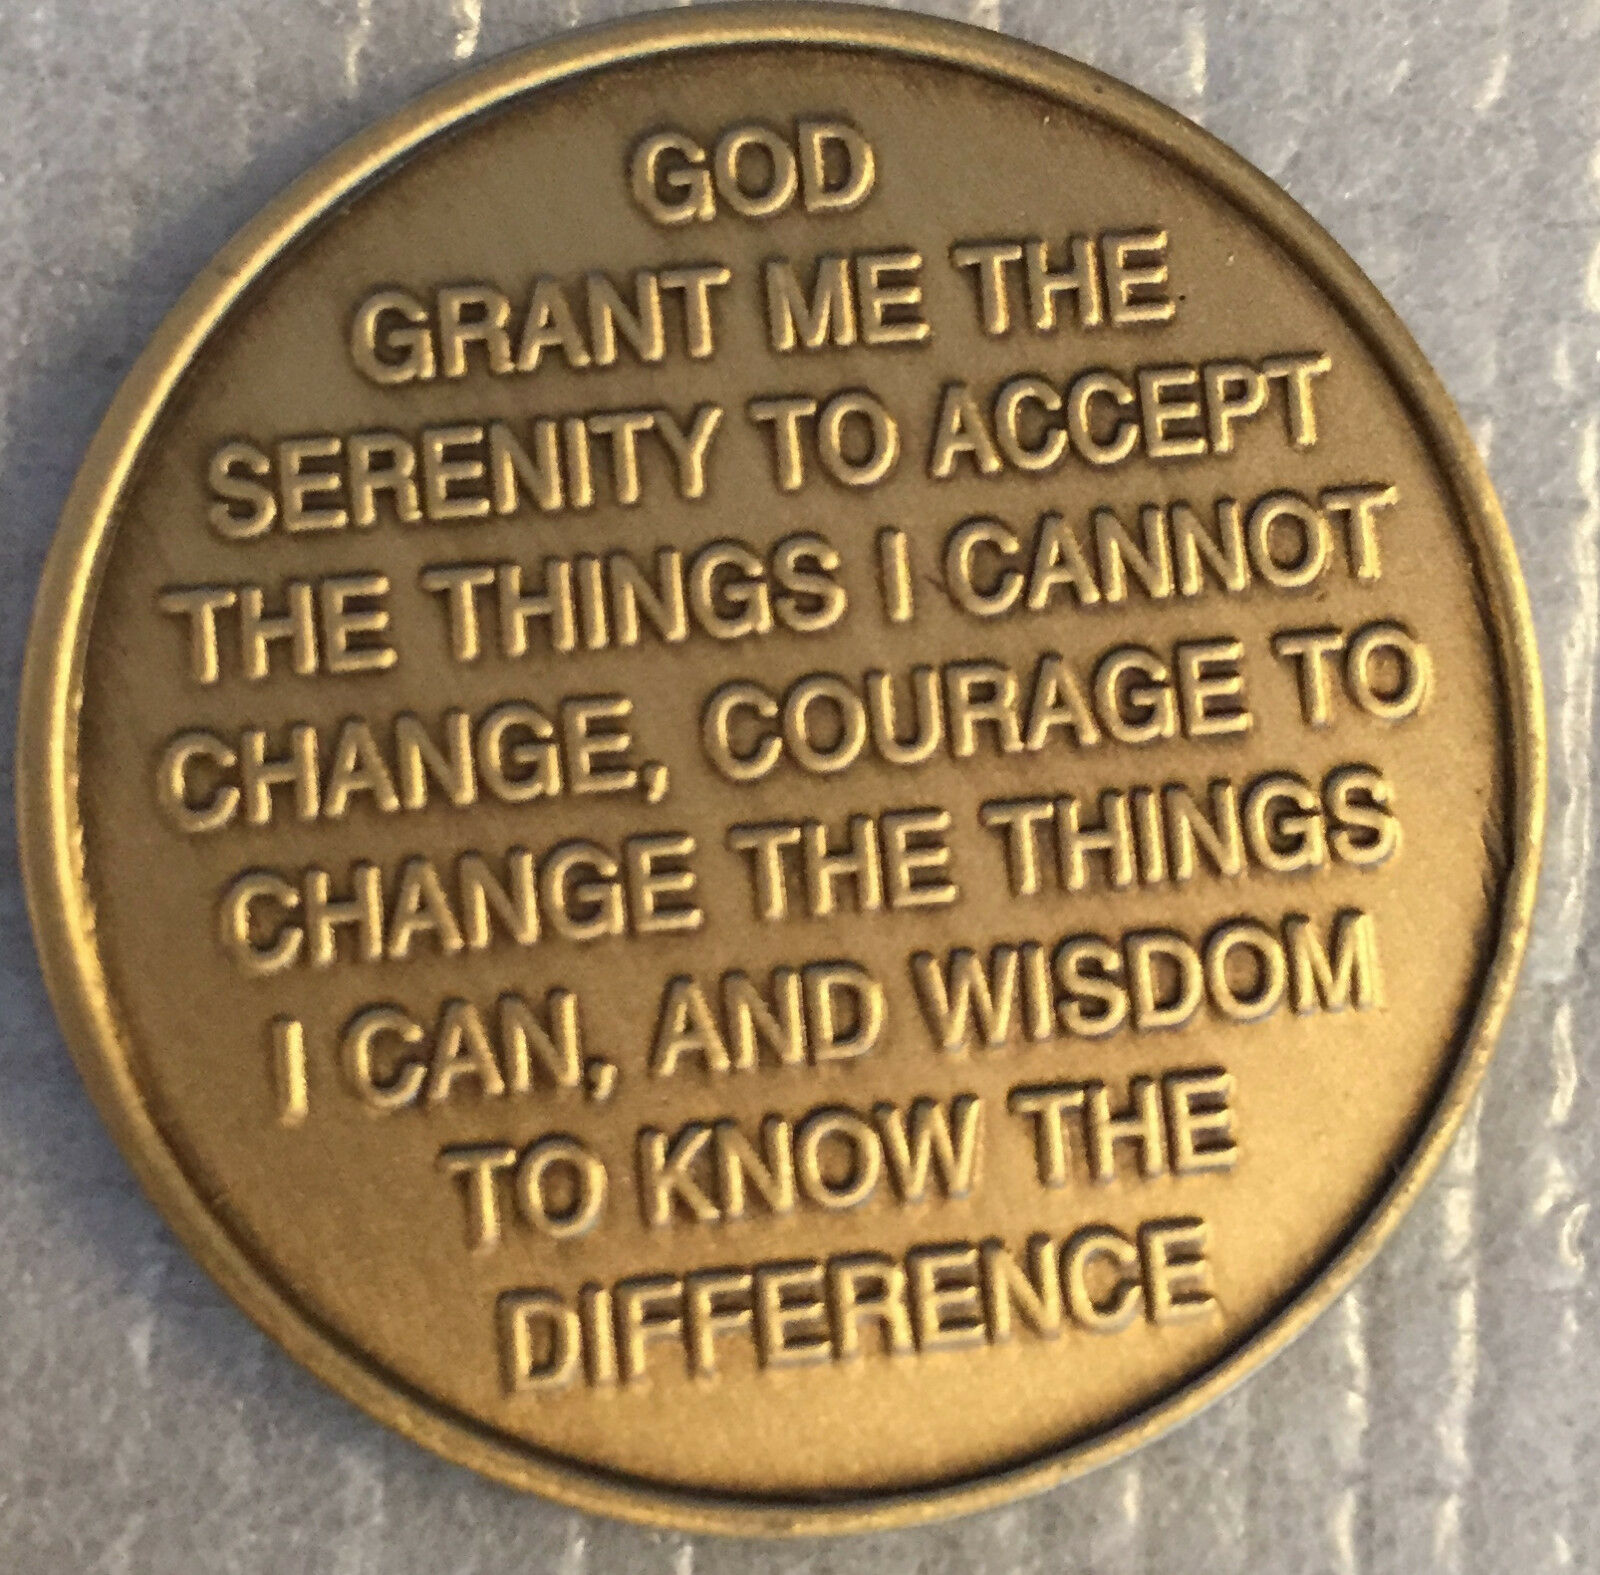 GOD
GRANT ME THE
SERENITY TO ACCEPT
THE THINGS I CANNOT
CHANGE, COURAGE TO
CHANGE THE THINGS
I CAN, AND WISDOM
TO KNOW THE
DIFFERENCE